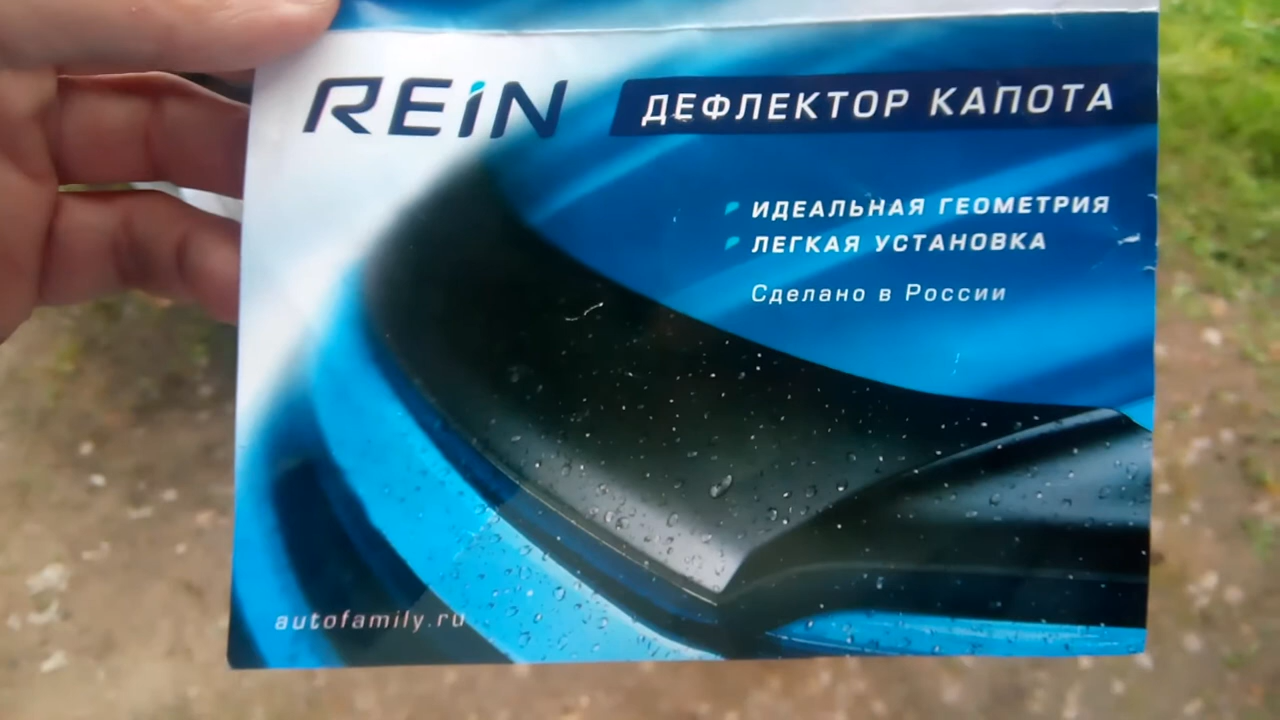 REIN
ДЕФЛЕКТОР КАПОТА
ИДЕАЛЬНАЯ ГЕОМЕТРИЯ
ЛЕГКАЯ УСТАНОВКА
Сделано в России
autofamily.ru